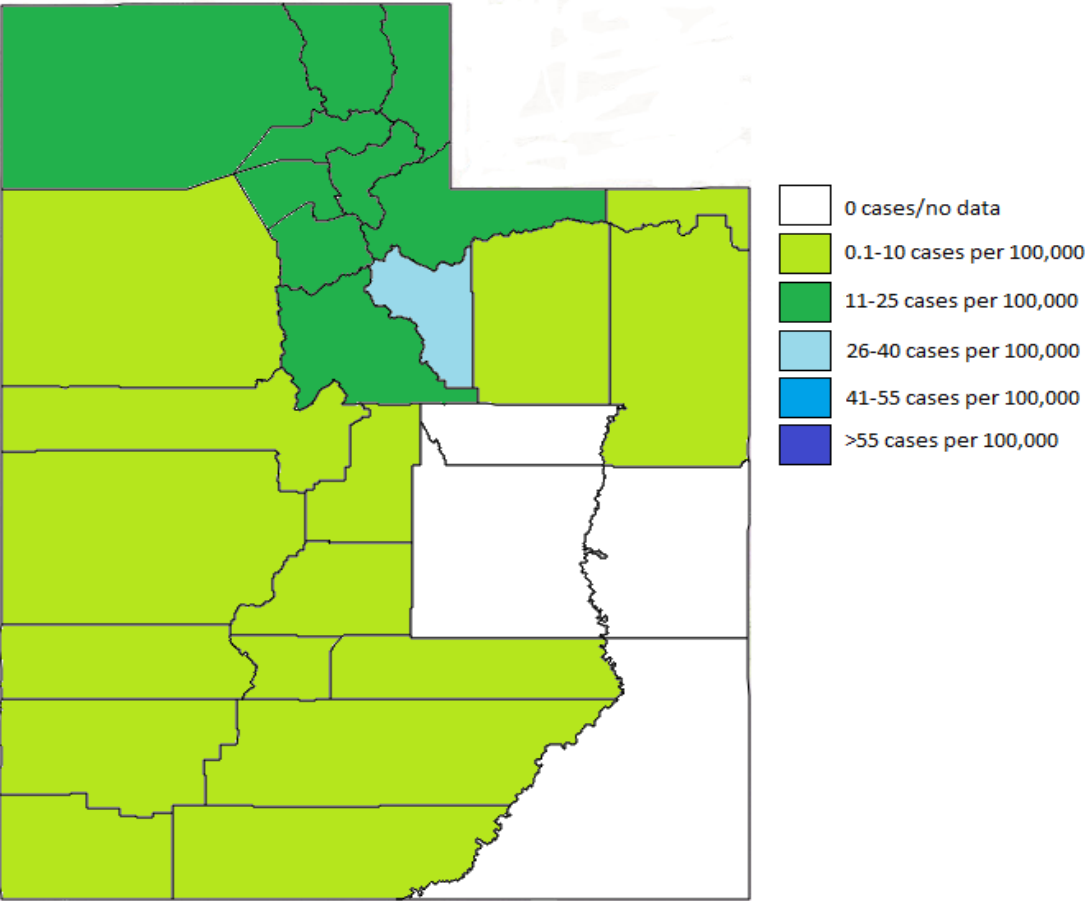 0 cases/no data
0.1-10 cases per 100,000
11-25 cases per 100,000
26-40 cases per 100,000
41-55 cases per 100,000
>55 cases per 100,000